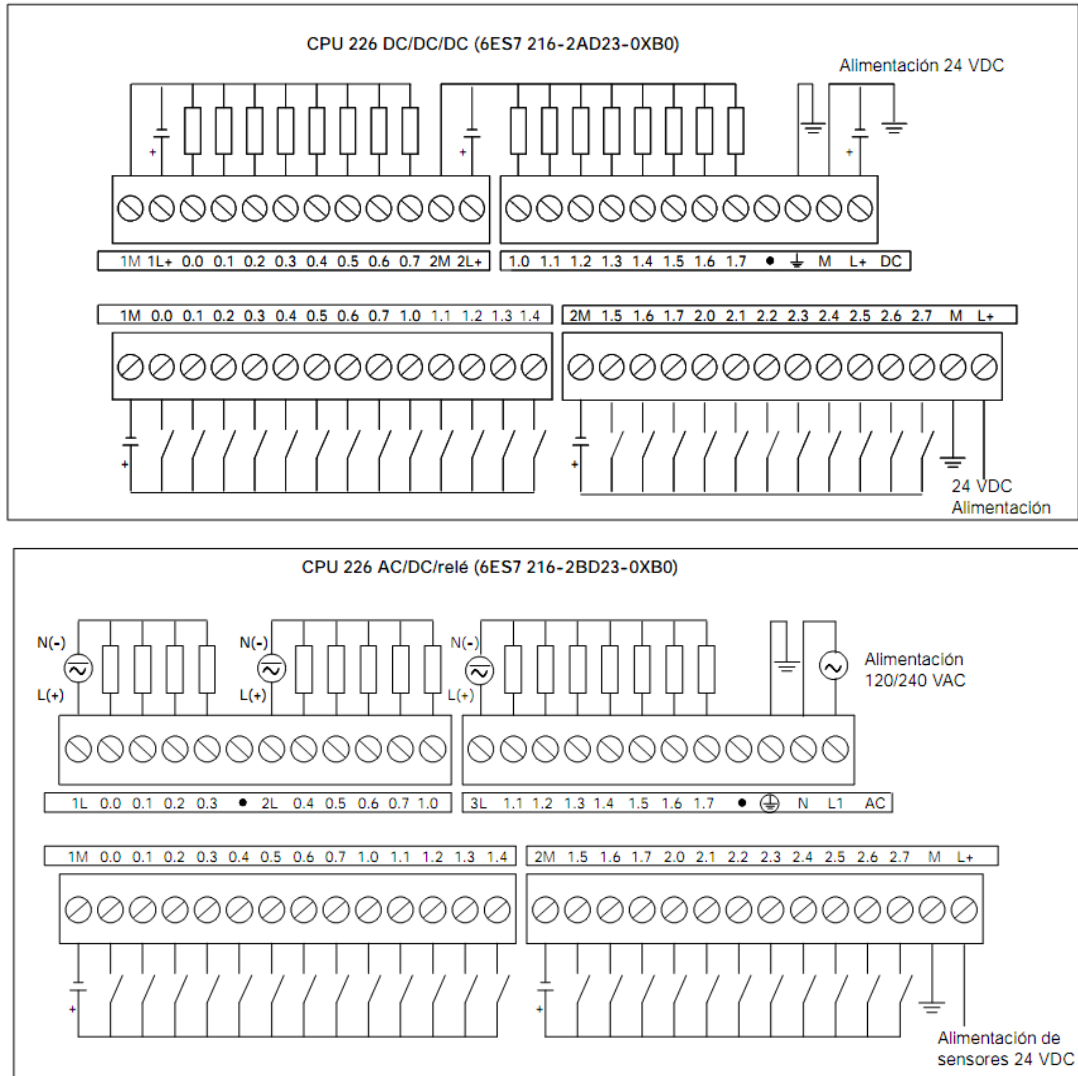 CPU 226 DC/DC/DC (6ES7 216-2AD23-0XB0)
Alimentación 24 VDC
+ + +
1M 1L+ 0.0 0.1 0.2 0.3 0.4 0.5 0.6 0.7 2M 2L+ 1.0 1.1 1.2 1.3 1.4 1.5 1.6 1.7 • ⏚ M L+ DC
1M 0.0 0.1 0.2 0.3 0.4 0.5 0.6 0.7 1.0 1.1 1.2 1.3 1.4 2M 1.5 1.6 1.7 2.0 2.1 2.2 2.3 2.4 2.5 2.6 2.7 M L+
+ +
24 VDC
Alimentación
CPU 226 AC/DC/relé (6ES7 216-2BD23-0XB0)
N(-) N(-) N(-)
L(+) L(+) L(+)
Alimentación
120/240 VAC
1L 0.0 0.1 0.2 0.3 • 2L 0.4 0.5 0.6 0.7 1.0 3L 1.1 1.2 1.3 1.4 1.5 1.6 1.7 • ⏚ N L1 AC
1M 0.0 0.1 0.2 0.3 0.4 0.5 0.6 0.7 1.0 1.1 1.2 1.3 1.4 2M 1.5 1.6 1.7 2.0 2.1 2.2 2.3 2.4 2.5 2.6 2.7 M L+
+ +
Alimentación de
sensores 24 VDC